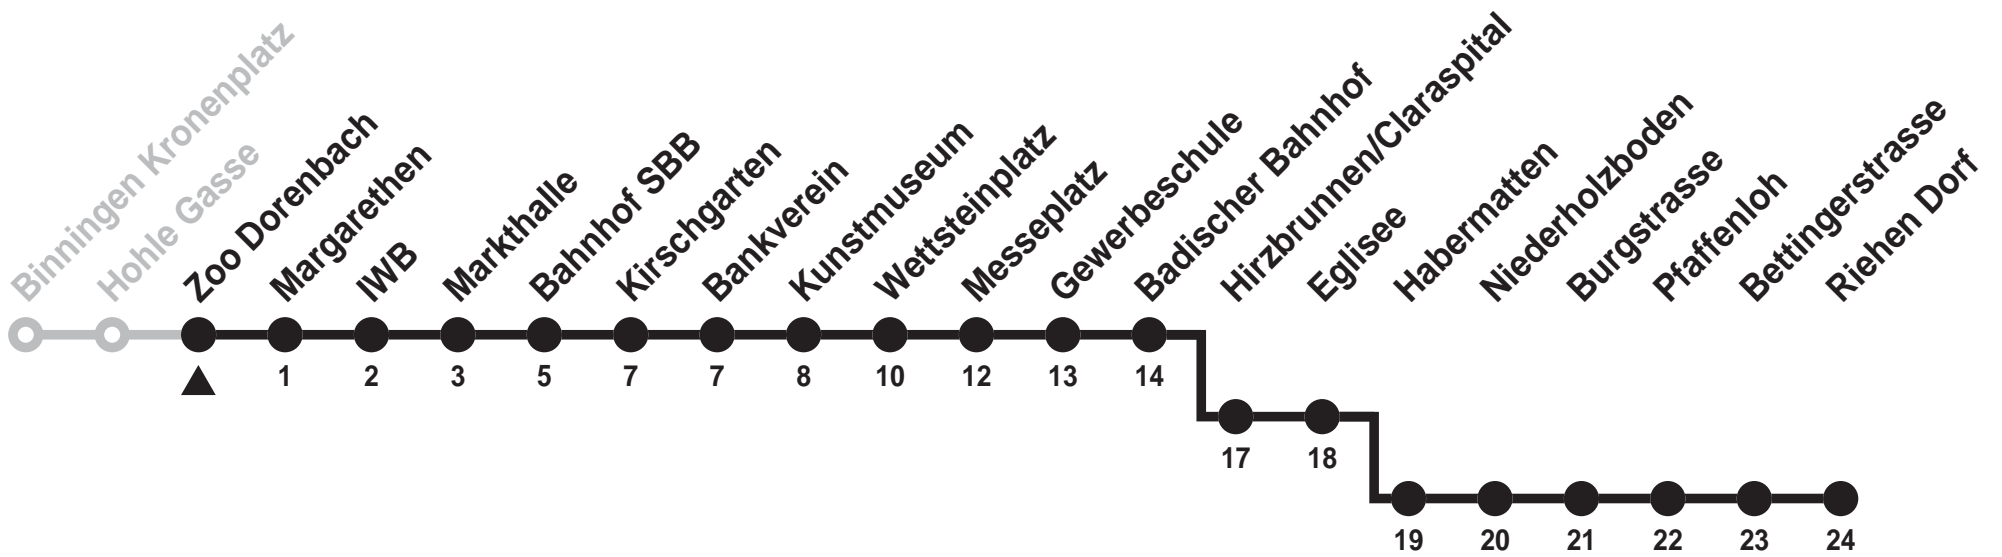 Binningen Kronenplatz
Hohle Gasse
Zoo Dorenbach
Margarethen
IWB
Markthalle
Bahnhof SBB
Kirschgarten
Bankverein
Kunstmuseum
Wettsteinplatz
Messeplatz
Gewerbeschule
Badischer Bahnhof
Hirzbrunnen/Claraspital
Eglisee
Habermatten
Niederholzboden
Burgstrasse
Pfaffenloh
Bettingerstrasse
Riehen Dorf
1 2 3 5 7 7 8 10 12 13 14
17 18
19 20 21 22 23 24